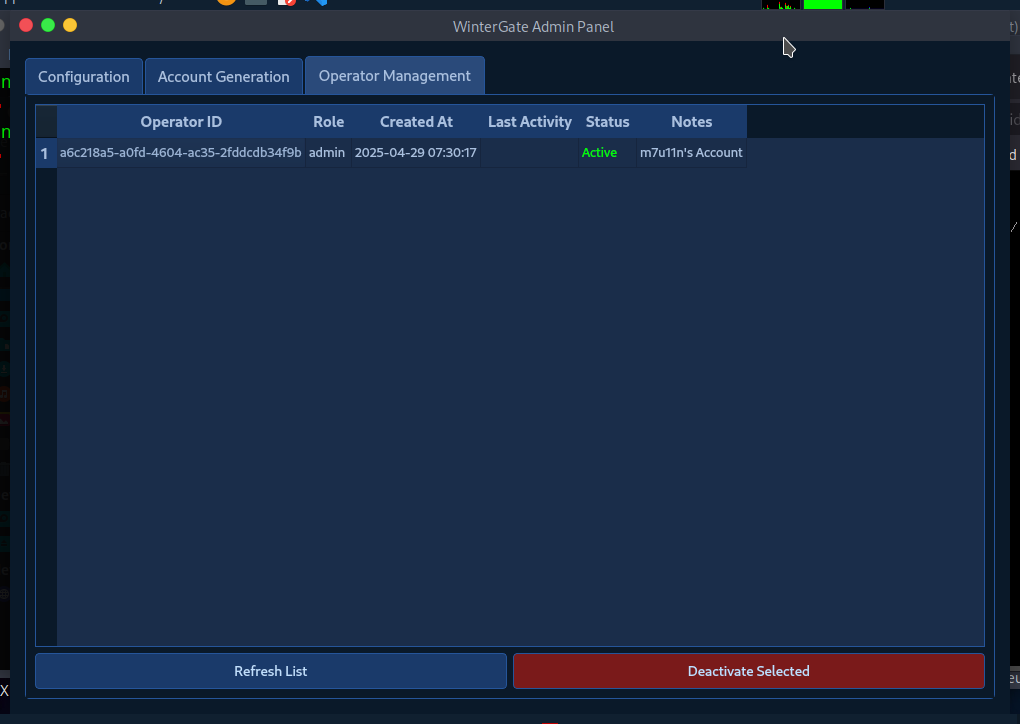 WinterGate Admin Panel
Configuration Account Generation Operator Management
Operator ID Role Created At Last Activity Status Notes
1 a6c218a5-a0fd-4604-ac35-2fddcdb34f9b admin 2025-04-29 07:30:17 Active m7u11n's Account
Refresh List Deactivate Selected